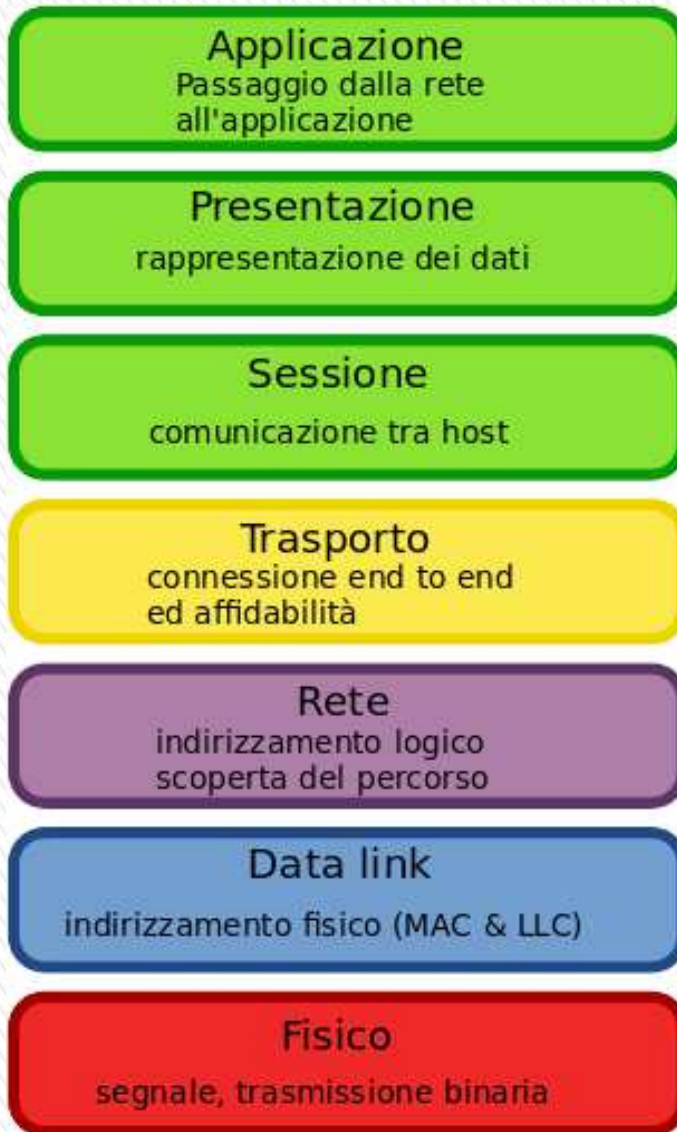 Applicazione
Passaggio dalla rete
all'applicazione
Presentazione
rappresentazione dei dati
Sessione
comunicazione tra host
Trasporto
connessione end to end
ed affidabilità
Rete
indirizzamento logico
scoperta del percorso
Data link
indirizzamento fisico (MAC & LLC)
Fisico
segnale, trasmissione binaria